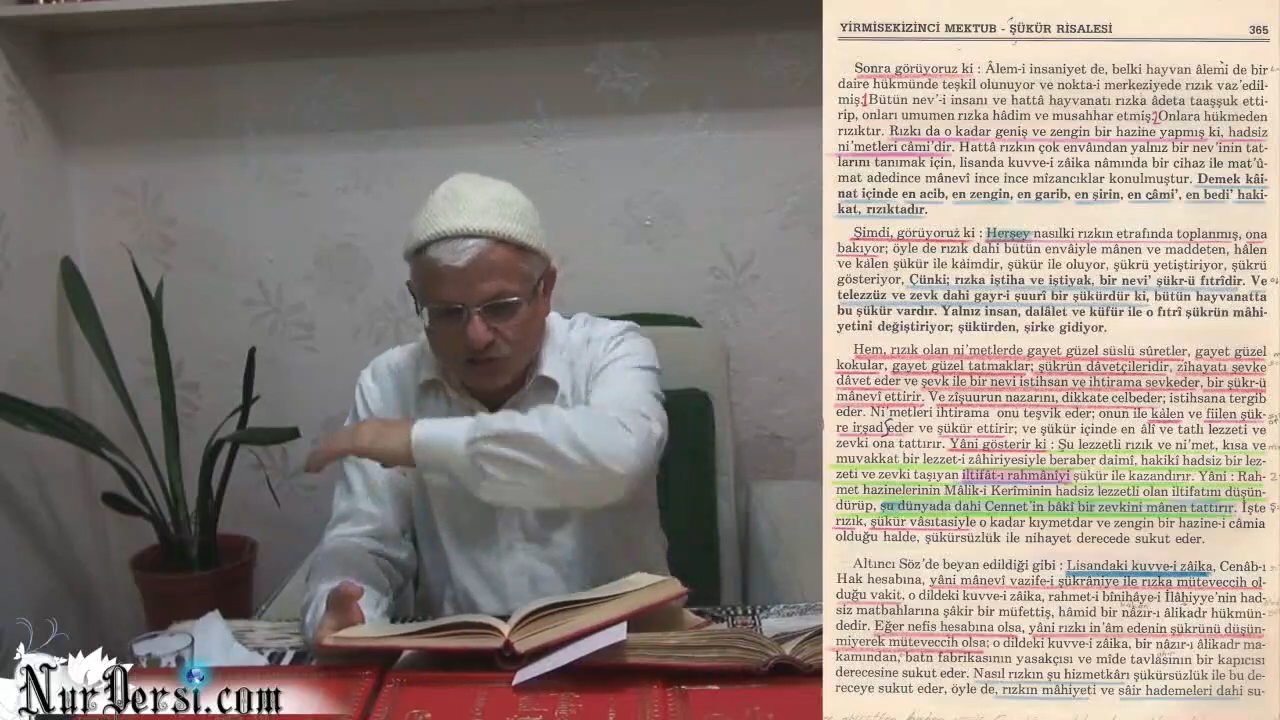 YİRMİSEKİZİNCİ MEKTUB - ŞÜKÜR RİSALESİ 365
Sonra görüyoruz ki : Âlem-i insaniyet de, belki hayvan âlemi de bir
daire hükmünde teşkil olunuyor ve nokta-i merkeziyede rızık vaz'edil-
miş. 1 Bütün nev'-i insanı ve hattâ hayvanatı rızka âdeta taaşşuk etti-
rip, onları umumen rızka hâdim ve musahhar etmiş. 2 Onlara hükmeden
rızıktır. Rızkı da o kadar geniş ve zengin bir hazine yapmış ki, hadsiz
ni'metleri câmi'dir. Hattâ rızkın çok envâından yalnız bir nev'inin tat-
larını tanımak için, lisanda kuvve-i zâika nâmında bir cihaz ile mat'û-
mat adedince mânevî ince ince mîzancıklar konulmuştur. Demek kâi-
nat içinde en acib, en zengin, en garib, en şirin, en câmi', en bedi' haki-
kat, rızıktadır.
Şimdi, görüyoruz ki : Herşey nasılki rızkın etrafında toplanmış, ona
bakıyor; öyle de rızık dahi bütün envâiyle mânen ve maddeten, hâlen
ve kalen şükür ile kâimdir, şükür ile oluyor, şükrü yetiştiriyor, şükrü
gösteriyor, Çünki; rızka iştiha ve iştiyak, bir nevi' şükr-ü fıtrîdir. Ve
telezzüz ve zevk dahi gayr-i şuurî bir şükürdür ki, bütün hayvanatta
bu şükür vardır. Yalnız insan, dalâlet ve küfür ile o fıtrî şükrün mâhi-
yetini değiştiriyor; şükürden, şirke gidiyor.
Hem, rızık olan ni'metlerde gayet güzel süslü sûretler, gayet güzel
kokular, gayet güzel tatmaklar; şükrün dâvetçileridir, zîhayatı şevke
dâvet eder ve şevk ile bir nevi istihsan ve ihtirama sevkeder, bir şükr-ü
mânevî ettirir. Ve zîşuurun nazarını, dikkate celbeder; istihsana tergib
eder. Ni'metleri ihtirama onu teşvik eder; onun ile kalen ve fiilen şük-
re irşad eder ve şükür ettirir; ve şükür içinde en âlî ve tatlı lezzeti ve
zevki ona tattırır. Yâni gösterir ki : Şu lezzetli rızık ve ni'met, kısa ve
muvakkat bir lezzet-i zâhiriyesiyle beraber daimî, hakikî hadsiz bir lez-
zeti ve zevki taşıyan iltifât-ı rahmâniyi şükür ile kazandırır. Yâni : Rah-
met hazinelerinin Mâlik-i Kerîminin hadsiz lezzetli olan iltifatını düşün-
dürüp, şu dünyada dahi Cennet'in bâki bir zevkini mânen tattırır. İşte
rızık, şükür vâsıtasiyle o kadar kıymetdar ve zengin bir hazine-i câmia
olduğu halde, şükürsüzlük ile nihayet derecede sukut eder.
Altıncı Söz'de beyan edildiği gibi : Lisandaki kuvve-i zâika, Cenâb-ı
Hak hesabına, yâni mânevî vazife-i şükrâniye ile rızka müteveccih ol-
duğu vakit, o dildeki kuvve-i zâika, rahmet-i bînihâye-i İlâhiyye'nin had-
siz matbahlarına şâkir bir müfettiş, hâmid bir nâzır-ı âlikadr hükmün-
dedir. Eğer nefis hesabına olsa, yâni rızkı in'âm edenin şükrünü düşün-
miyerek müteveccih olsa; o dildeki kuvve-i zâika, bir nâzır-ı âlikadr ma-
kamından, batn fabrikasının yasakçısı ve mîde tavlasının bir kapıcısı
derecesine sukut eder. Nasıl rızkın şu hizmetkârı şükürsüzlük ile bu de-
receye sukut eder, öyle de, rızkın mâhiyeti ve sâir hademeleri dahi su-
NurDersi.com